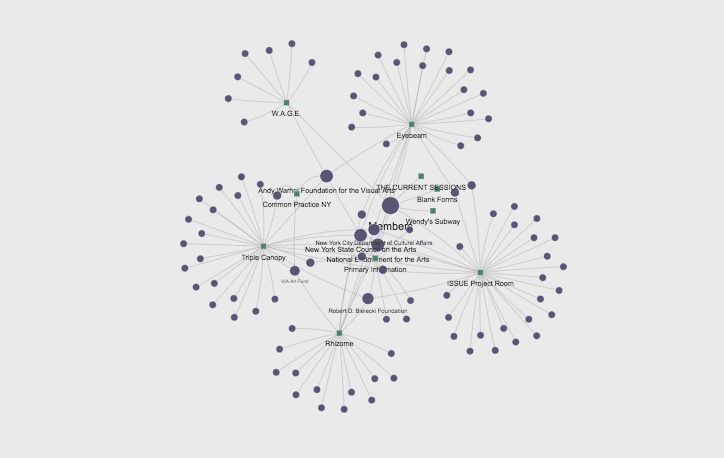 W.A.G.E.
Eyebeam
THE CURRENT SESSIONS
Andy Warhol Foundation for the Visual Arts
Blank Forms
Common Practice NY
Wendy's Subway
Members
New York City Department of Cultural Affairs
New York State Council on the Arts
Triple Canopy
National Endowment for the Arts
Primary Information
VIA Art Fund
ISSUE Project Room
Robert D. Bielecki Foundation
Rhizome